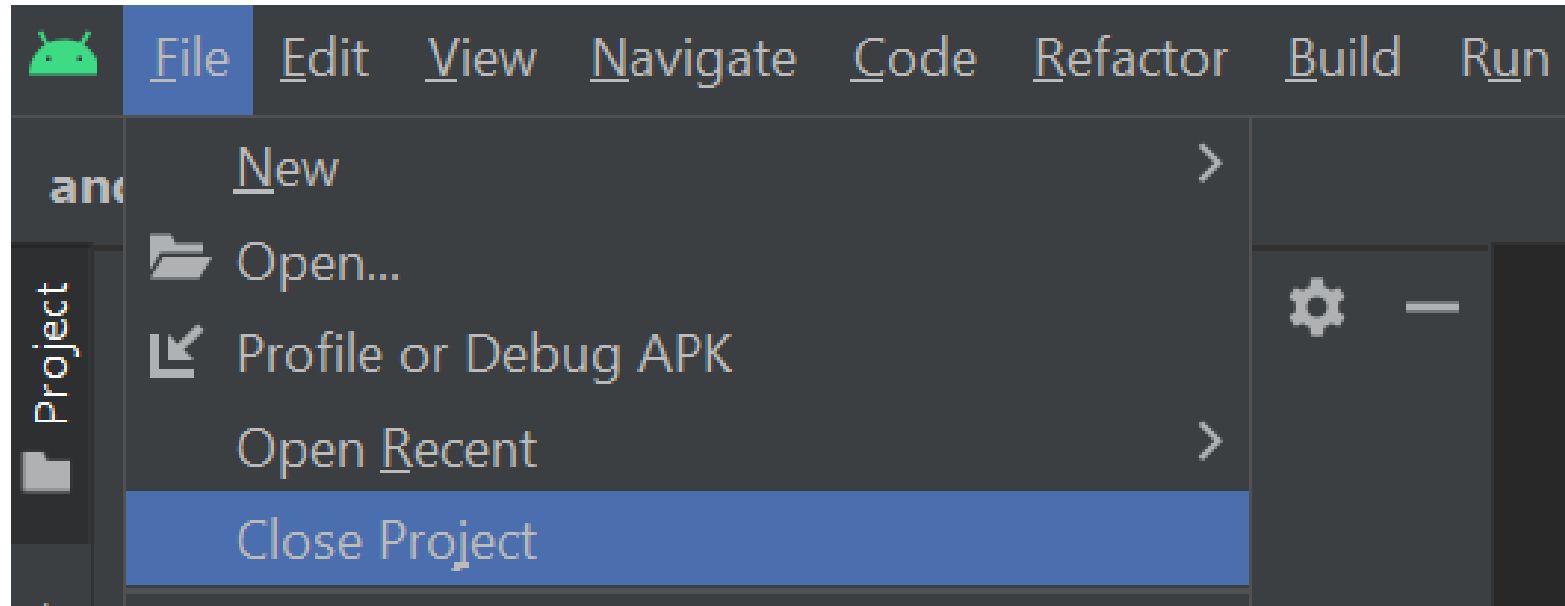 File Edit View Navigate Code Refactor Build Run
and
New
Open...
Project
Profile or Debug APK
Open Recent
Close Project